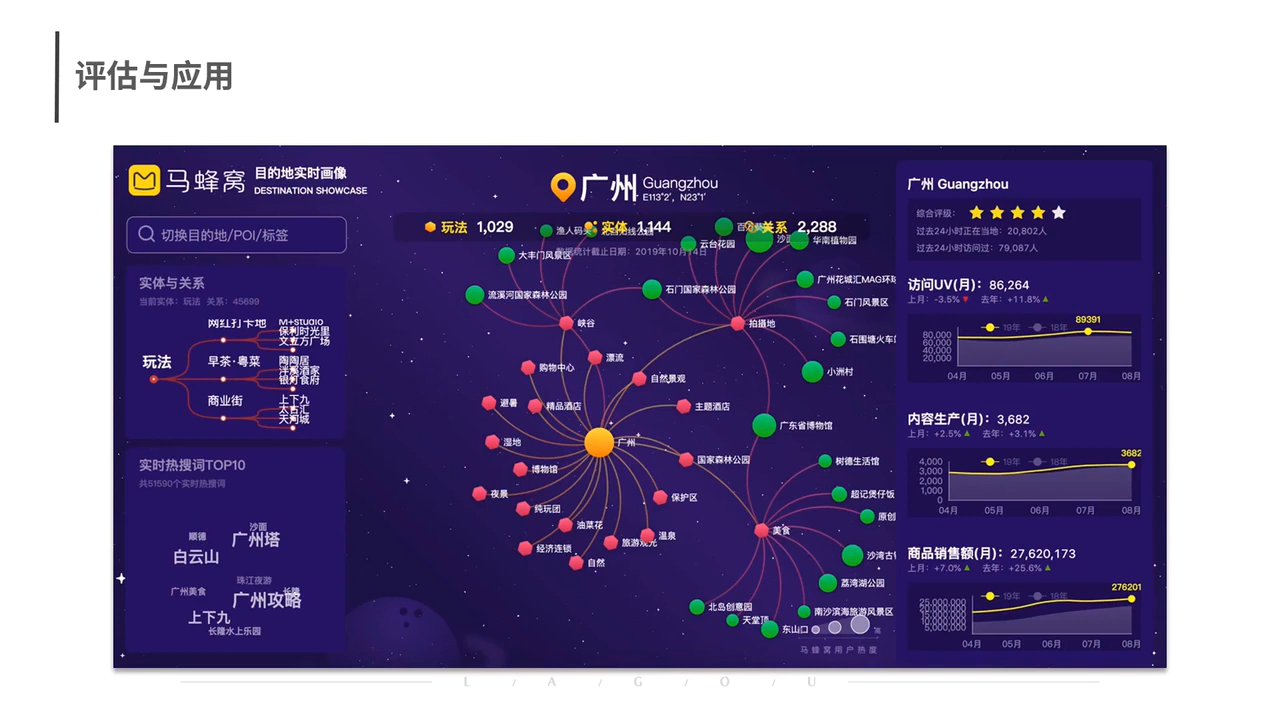 评估与应用
马蜂窝
目的地实时画像
DESTINATION SHOWCASE
切换目的地/POI/标签
实体与关系
当前实体：玩法 关系：45699
玩法
网红打卡地
M+studio
保利时光里
文立方广场
早茶·粤菜
陶陶居
洋溪酒家
银河食府
商业街
上下九
太古汇
天河城
实时热搜词TOP10
共51590个实时热搜词
沙面
顺德
广州塔
白云山
珠江夜游
广州美食
长隆
广州攻略
上下九
长隆水上乐园
广州
Guangzhou
E113°2′, N23°1′
玩法 1,029
实体 1,144
关系 2,288
数据统计截止日期：2019年10月14日
渔人码头
云台花园
华南植物园
大丰门风景区
流溪河国家森林公园
石门国家森林公园
广州花城汇MAG环球
石门风景区
峡谷
拍摄地
石围塘火车站
漂流
购物中心
自然景观
小洲村
避暑
精品酒店
主题酒店
广东省博物馆
湿地
广州
博物馆
国家森林公园
树德生活馆
夜景
保护区
超记煲仔饭
纯玩团
油菜花
原创
美食
温泉
经济连锁
旅游观光
自然
沙湾古镇
荔湾湖公园
北岛创意园
天堂顶
南沙滨海旅游风景区
东山口
高
马蜂窝用户热度
广州 Guangzhou
综合评级：
过去24小时正在当地：20,802人
过去24小时访问过：79,087人
访问UV(月)：86,264
上月：-3.5% 去年：+11.8%
89391
19年 18年
80,000
60,000
40,000
20,000
04月 05月 06月 07月 08月
内容生产(月)：3,682
上月：+2.5% 去年：+3.1%
3682
19年 18年
4,000
3,000
2,000
1,000
0
04月 05月 06月 07月 08月
商品销售额(月)：27,620,173
上月：+7.0% 去年：+25.6%
276201
19年 18年
25,000,000
20,000,000
15,000,000
10,000,000
5,000,000
04月 05月 06月 07月 08月
L / A / G / O / U